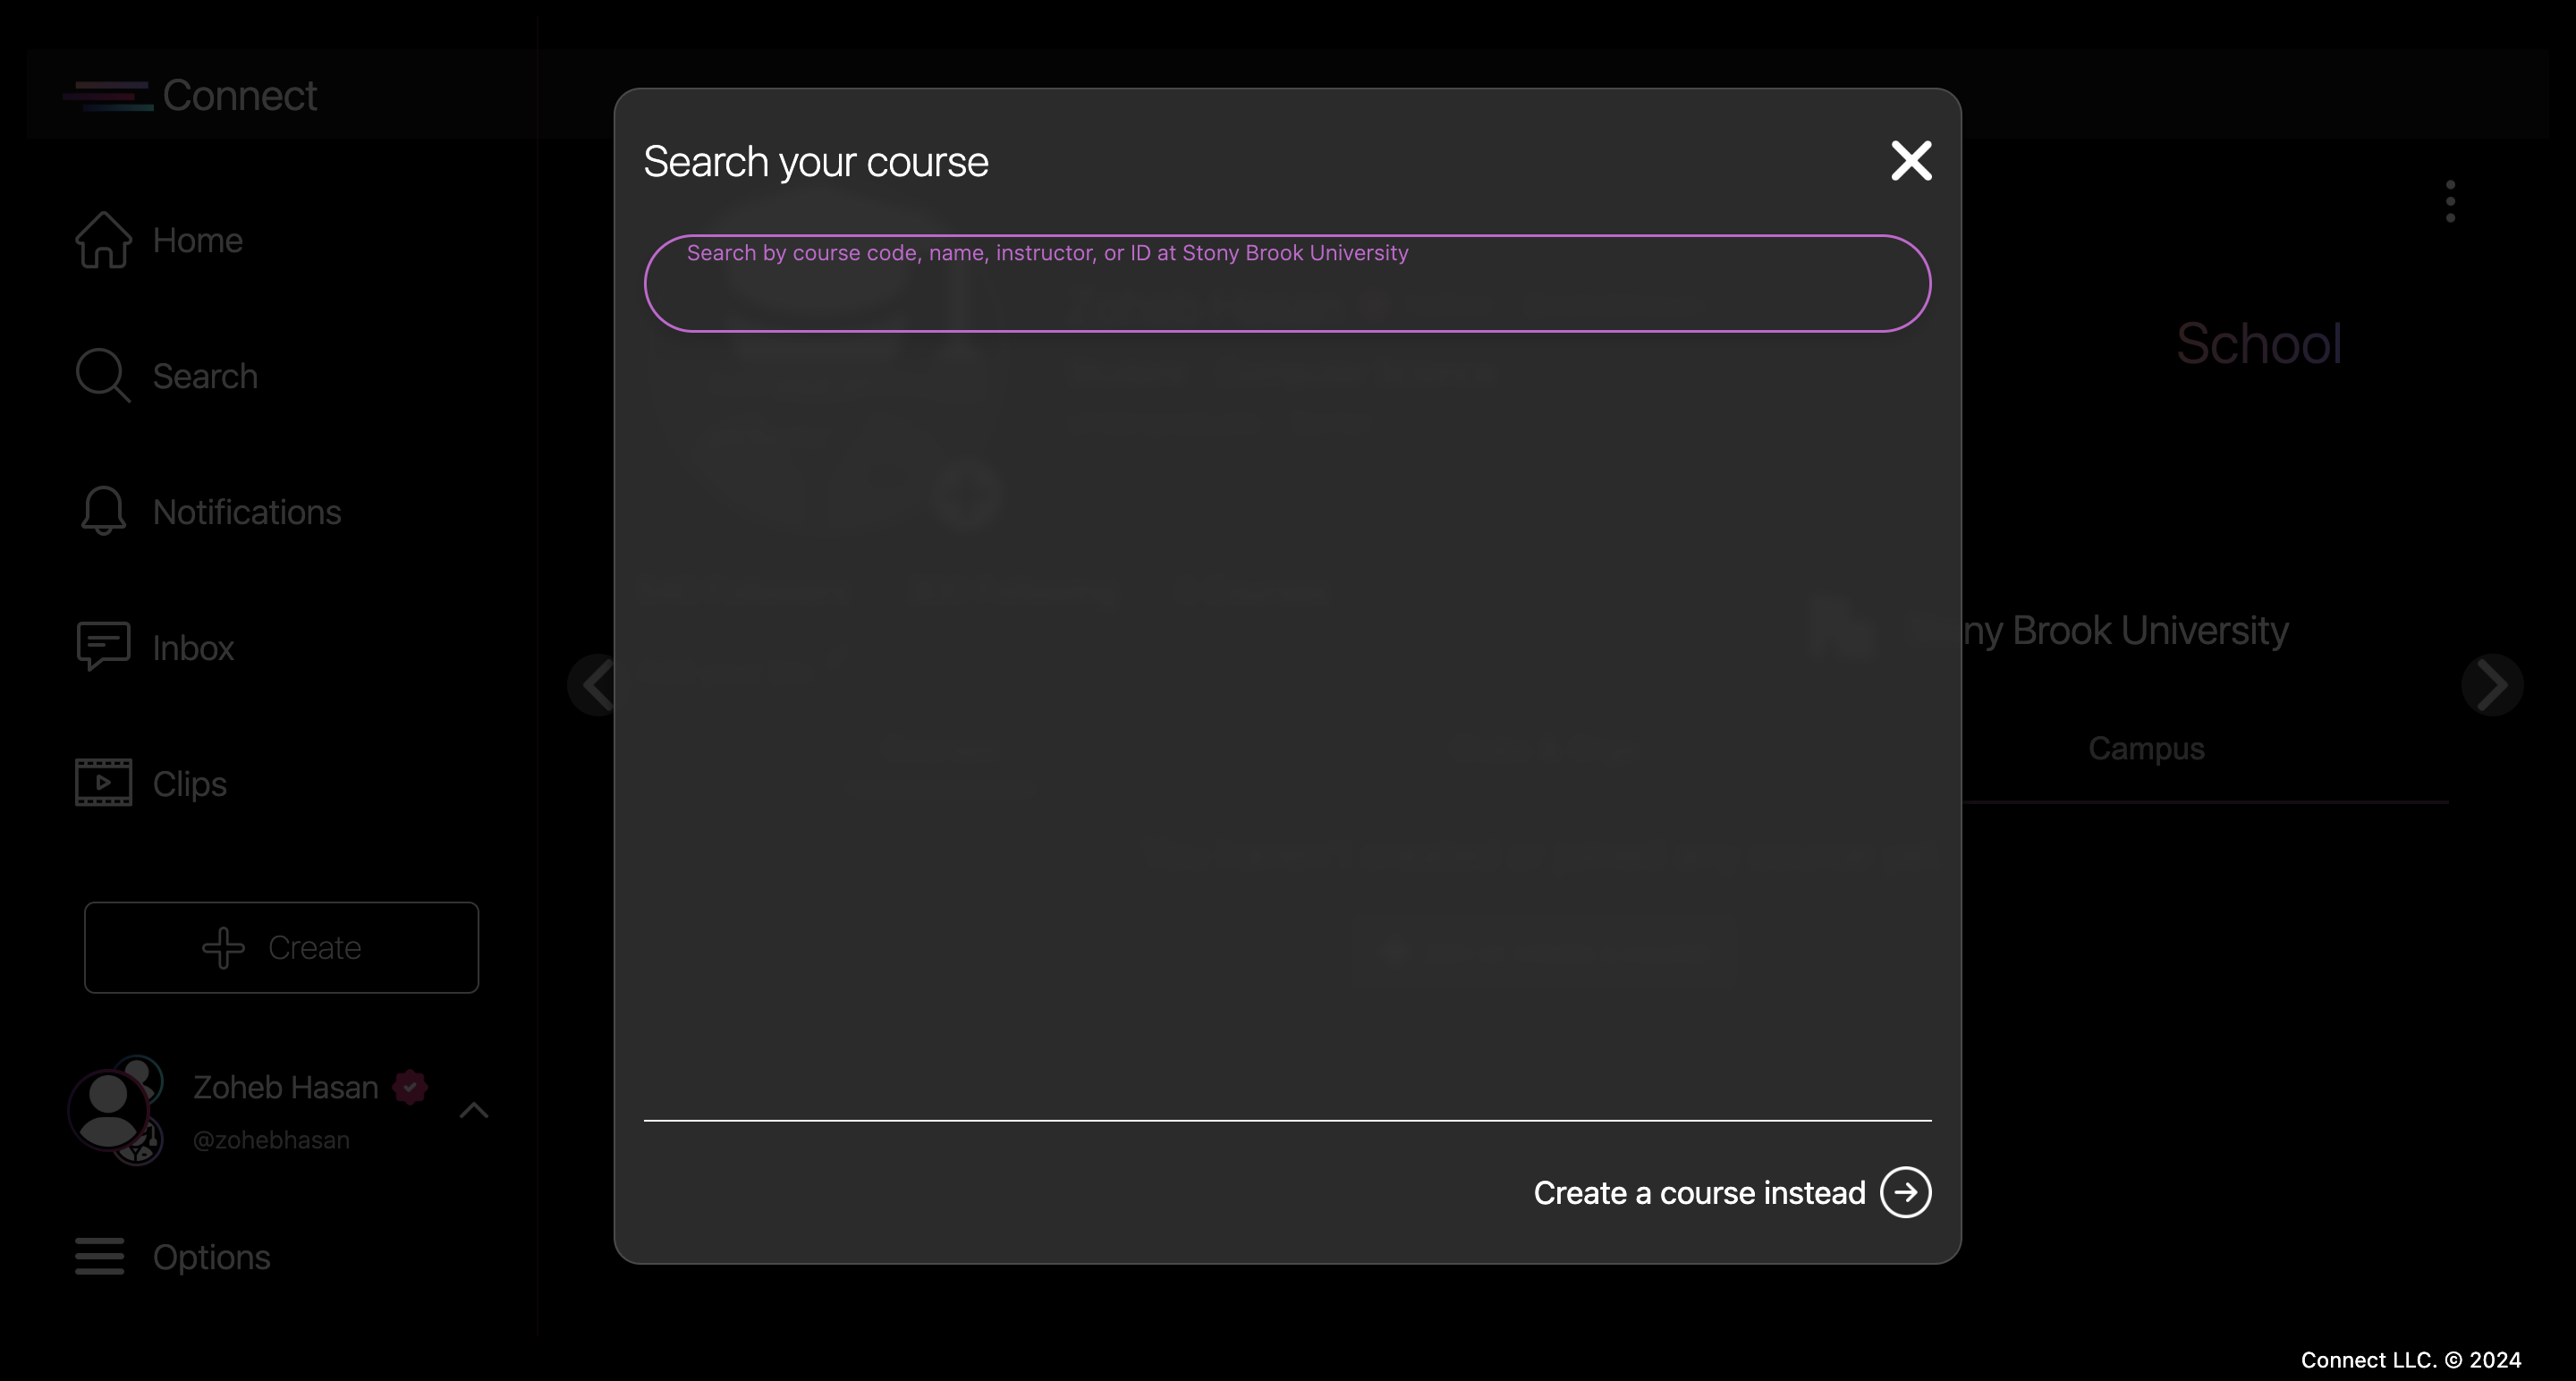 Connect
Home
Search
Notifications
Inbox
Clips
Create
Zoheb Hasan
@zohebhasan
Options
Search your course
Search by course code, name, instructor, or ID at Stony Brook University
Create a course instead
School
ny Brook University
Campus
Connect LLC. © 2024